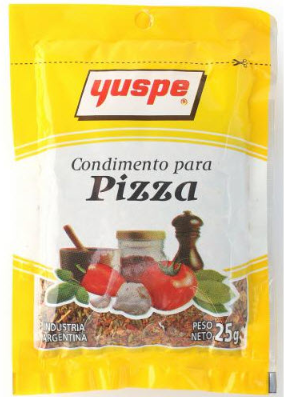 yuspe®
Condimento para
Pizza
INDUSTRIA
ARGENTINA
PESO
NETO 25g